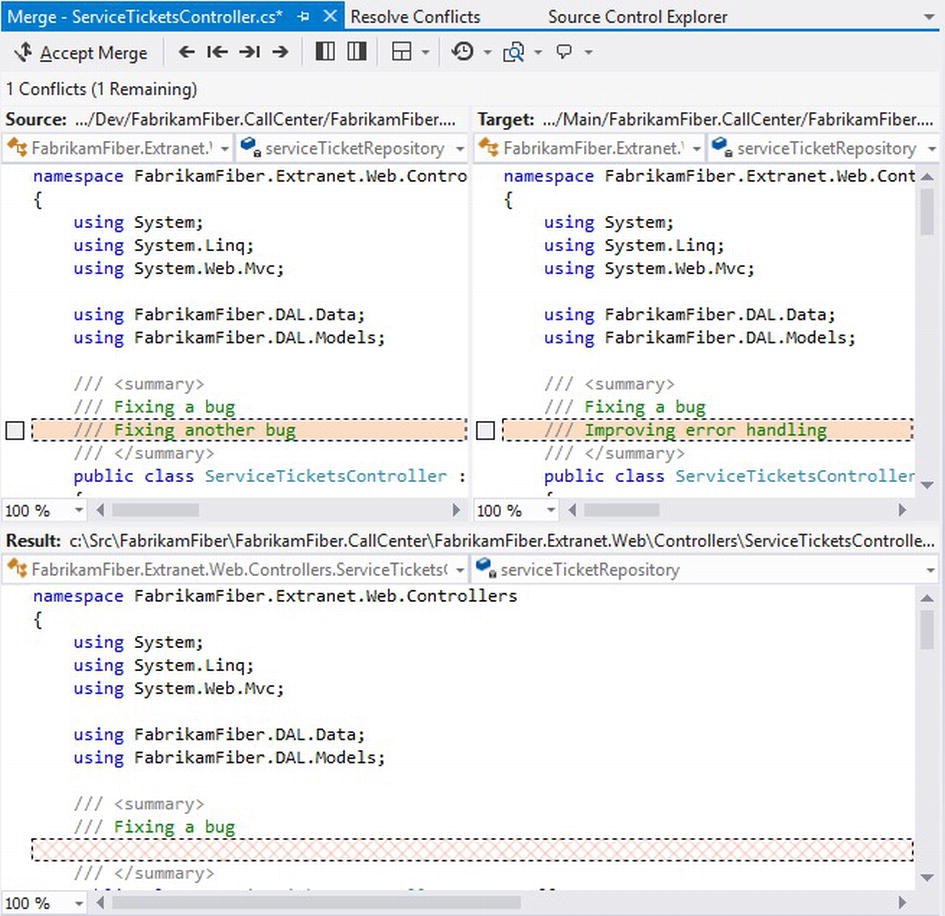 Merge - ServiceTicketsController.cs* Resolve Conflicts Source Control Explorer
Accept Merge
1 Conflicts (1 Remaining)
Source: .../Dev/FabrikamFiber.CallCenter/FabrikamFiber....
FabrikamFiber.Extranet. serviceTicketRepository
namespace FabrikamFiber.Extranet.Web.Contro
{
using System;
using System.Linq;
using System.Web.Mvc;
using FabrikamFiber.DAL.Data;
using FabrikamFiber.DAL.Models;
/// <summary>
/// Fixing a bug
/// Fixing another bug
/// </summary>
public class ServiceTicketsController :
100 %
Target: .../Main/FabrikamFiber.CallCenter/FabrikamFiber....
FabrikamFiber.Extranet. serviceTicketRepository
namespace FabrikamFiber.Extranet.Web.Cont
{
using System;
using System.Linq;
using System.Web.Mvc;
using FabrikamFiber.DAL.Data;
using FabrikamFiber.DAL.Models;
/// <summary>
/// Fixing a bug
/// Improving error handling
/// </summary>
public class ServiceTicketsController
100 %
Result: c:\Src\FabrikamFiber\FabrikamFiber.CallCenter\FabrikamFiber.Extranet.Web\Controllers\ServiceTicketsControlle...
FabrikamFiber.Extranet.Web.Controllers.ServiceTickets( serviceTicketRepository
namespace FabrikamFiber.Extranet.Web.Controllers
{
using System;
using System.Linq;
using System.Web.Mvc;
using FabrikamFiber.DAL.Data;
using FabrikamFiber.DAL.Models;
/// <summary>
/// Fixing a bug
/// </summary>
100 %